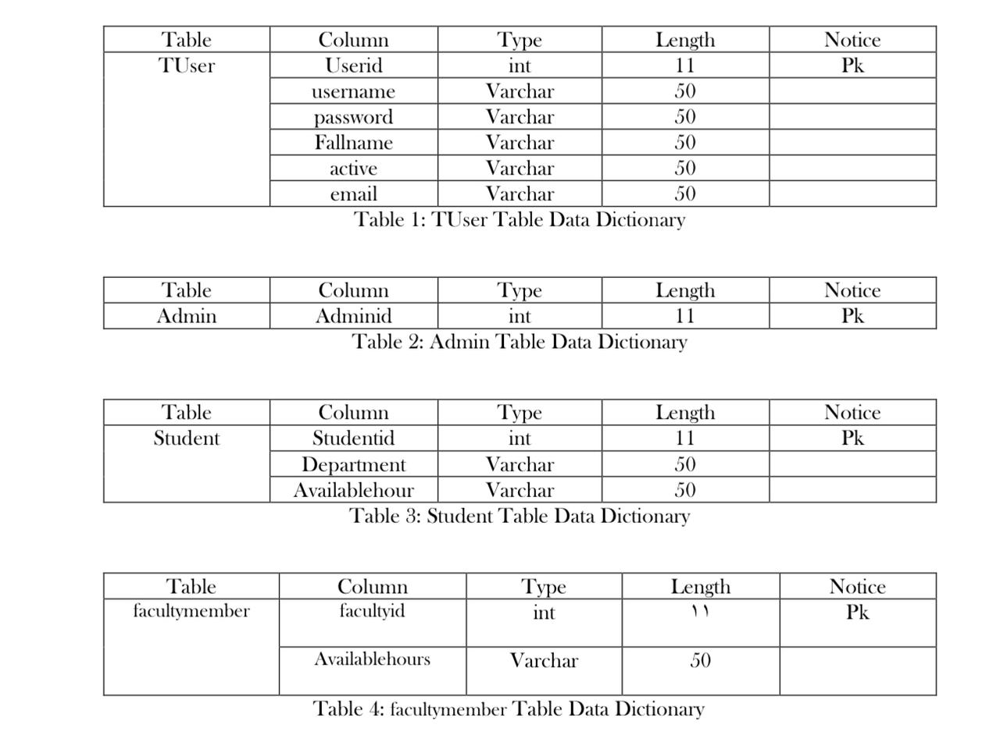 Table Column Type Length Notice
TUser Userid int 11 Pk
username Varchar 50
password Varchar 50
Fallname Varchar 50
active Varchar 50
email Varchar 50
Table 1: TUser Table Data Dictionary
Table Column Type Length Notice
Admin Adminid int 11 Pk
Table 2: Admin Table Data Dictionary
Table Column Type Length Notice
Student Studentid int 11 Pk
Department Varchar 50
Availablehour Varchar 50
Table 3: Student Table Data Dictionary
Table Column Type Length Notice
facultymember facultyid int ١١ Pk
Availablehours Varchar 50
Table 4: facultymember Table Data Dictionary